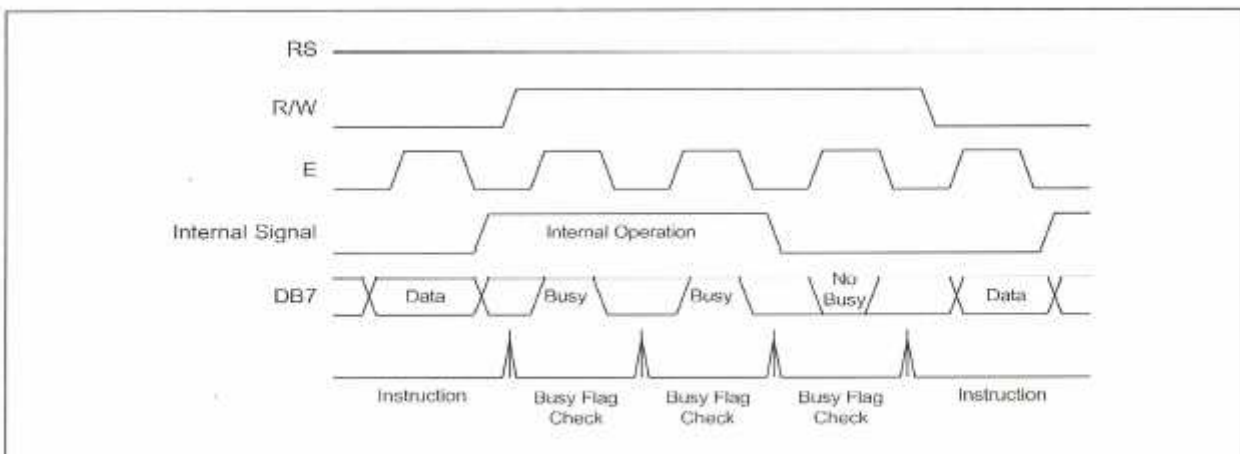 RS
R/W
E
Internal Signal
Internal Operation
DB7
Data
Busy
Busy
No
Busy
Data
Instruction
Busy Flag
Check
Busy Flag
Check
Busy Flag
Check
Instruction